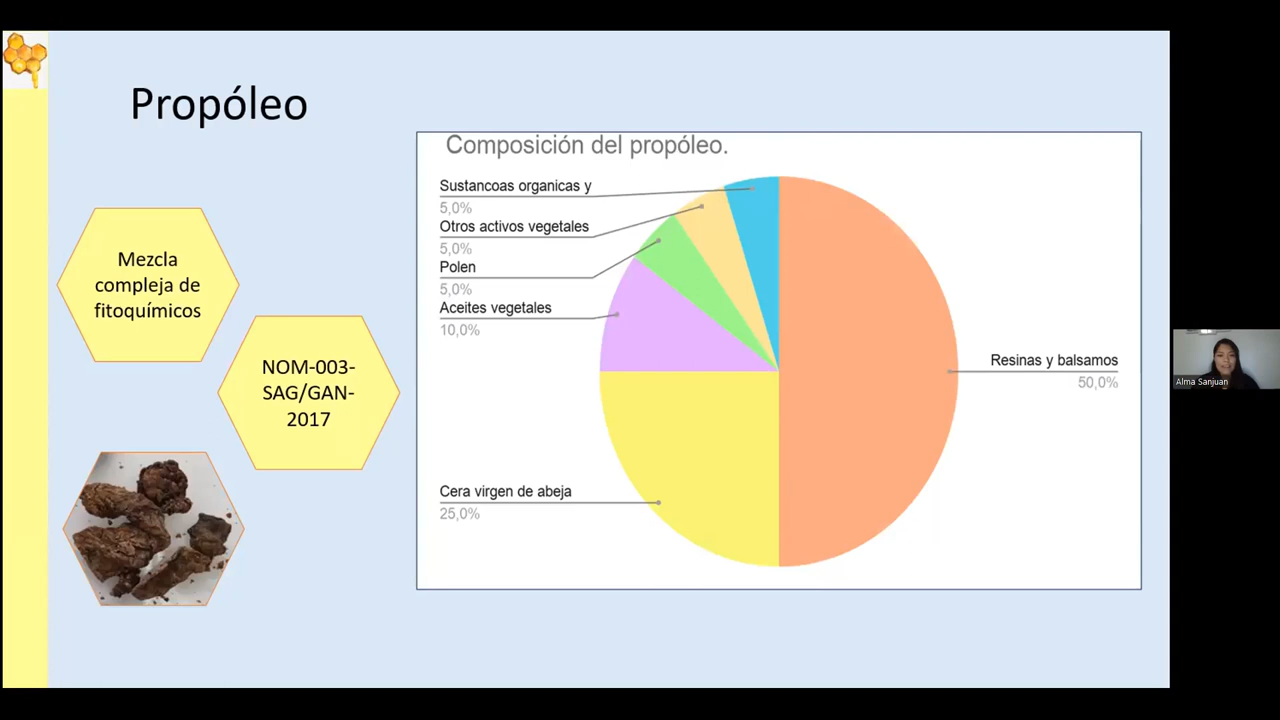 Propóleo
Mezcla
compleja de
fitoquímicos
NOM-003-
SAG/GAN-
2017
Composición del propóleo.
Sustancoas organicas y
5,0%
Otros activos vegetales
5,0%
Polen
5,0%
Aceites vegetales
10,0%
Cera virgen de abeja
25,0%
Resinas y balsamos
50,0%
Alma Sanjuan